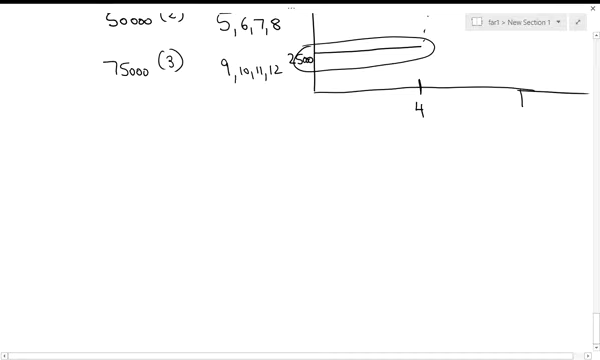 far1 > New Section 1
50000 (2) 5,6,7,8
75000 (3) 9,10,11,12
2500
4